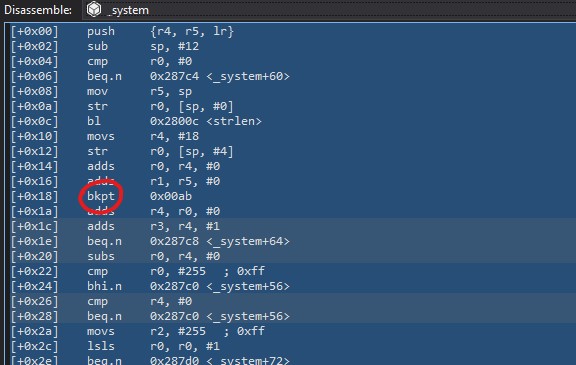 Disassemble: _system
[+0x00] push {r4, r5, lr}
[+0x02] sub sp, #12
[+0x04] cmp r0, #0
[+0x06] beq.n 0x287c4 <_system+60>
[+0x08] mov r5, sp
[+0x0a] str r0, [sp, #0]
[+0x0c] bl 0x2800c <strlen>
[+0x10] movs r4, #18
[+0x12] str r0, [sp, #4]
[+0x14] adds r0, r4, #0
[+0x16] adds r1, r5, #0
[+0x18] bkpt 0x00ab
[+0x1a] adds r4, r0, #0
[+0x1c] adds r3, r4, #1
[+0x1e] beq.n 0x287c8 <_system+64>
[+0x20] subs r0, r4, #0
[+0x22] cmp r0, #255 ; 0xff
[+0x24] bhi.n 0x287c0 <_system+56>
[+0x26] cmp r4, #0
[+0x28] beq.n 0x287c0 <_system+56>
[+0x2a] movs r2, #255 ; 0xff
[+0x2c] lsls r0, r0, #1
[+0x2e] beq.n 0x287d0 <_system+72>